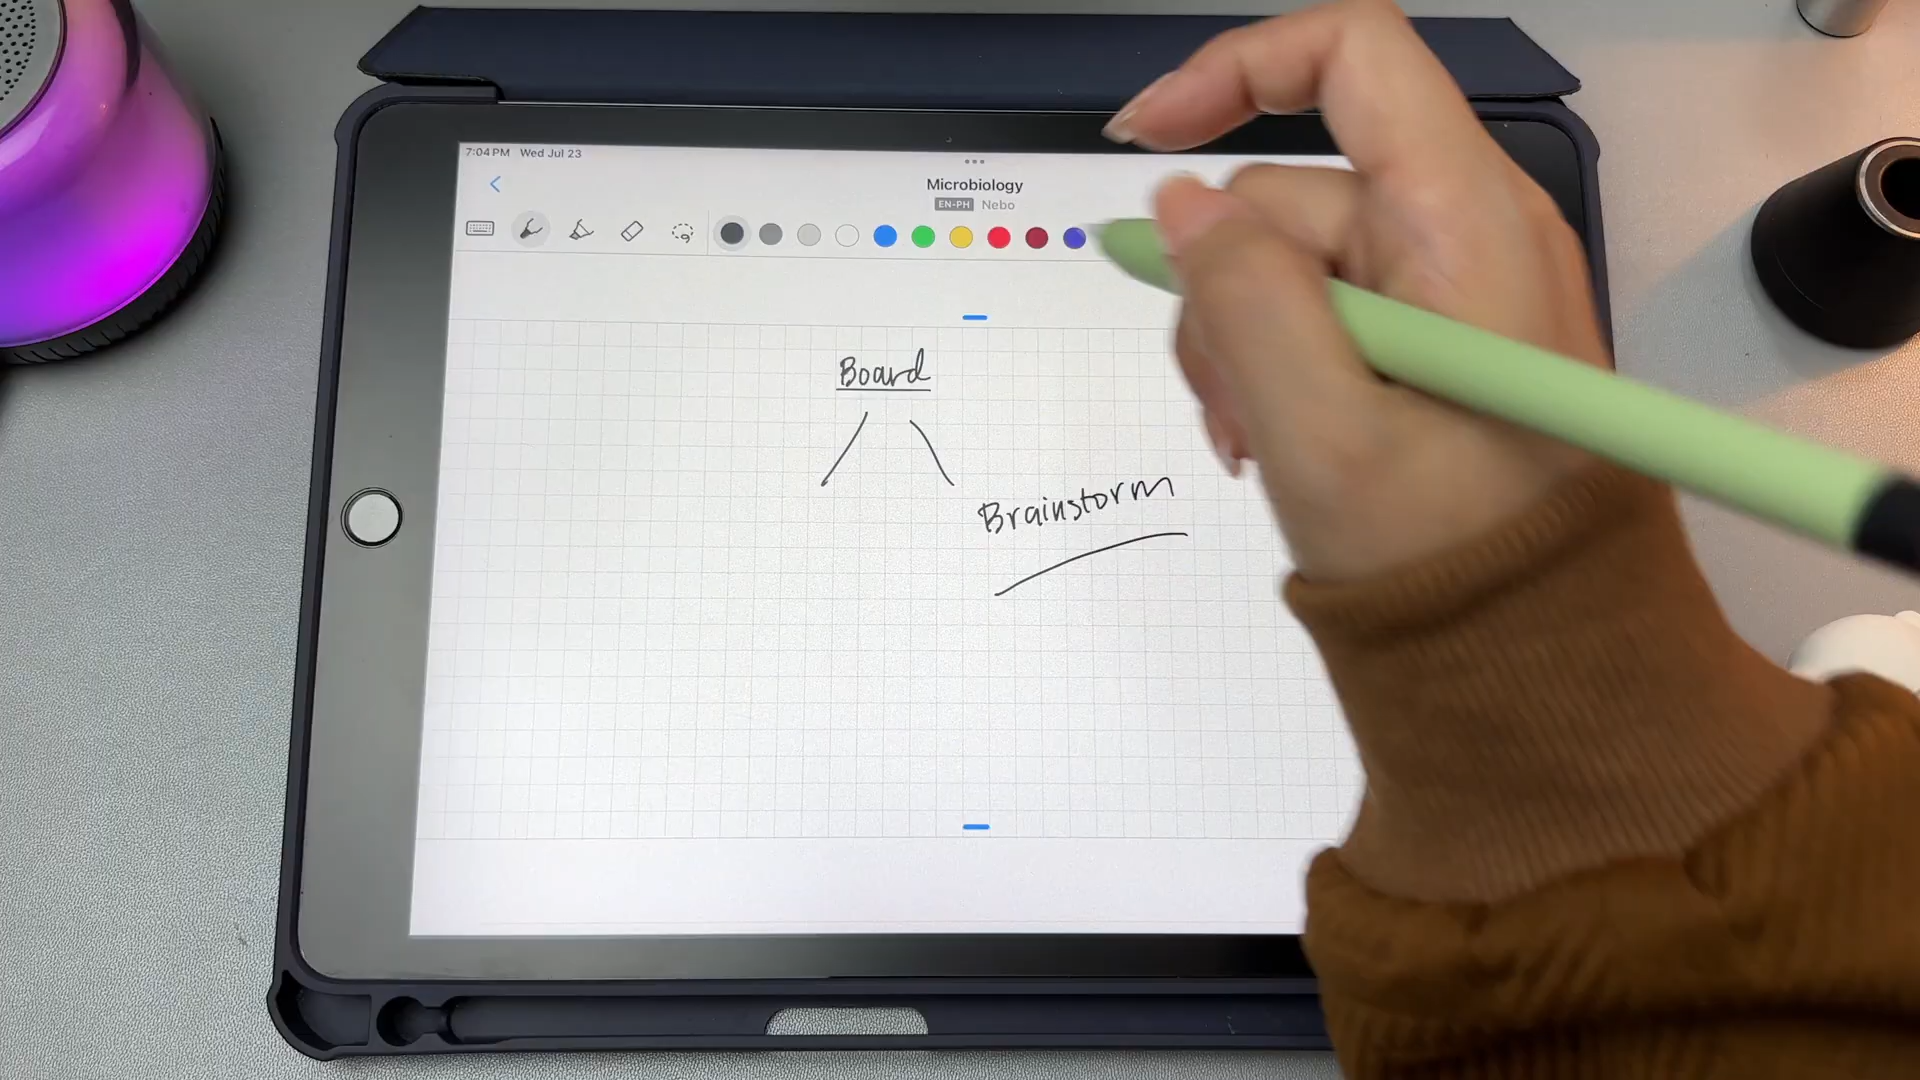 7:04 PM Wed Jul 23
Microbiology
EN-PH Nebo
Board
Brainstorm